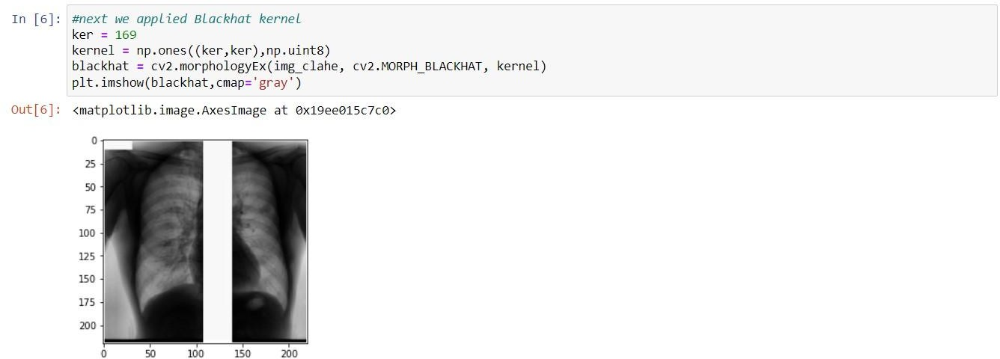 In [6]: #next we applied Blackhat kernel
ker = 169
kernel = np.ones((ker,ker),np.uint8)
blackhat = cv2.morphologyEx(img_clahe, cv2.MORPH_BLACKHAT, kernel)
plt.imshow(blackhat,cmap='gray')
Out[6]: <matplotlib.image.AxesImage at 0x19ee015c7c0>
0
25
50
75
100
125
150
175
200
0 50 100 150 200